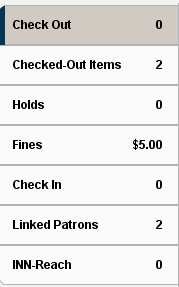 Check Out 0
Checked-Out Items 2
Holds 0
Fines $5.00
Check In 0
Linked Patrons 2
INN-Reach 0